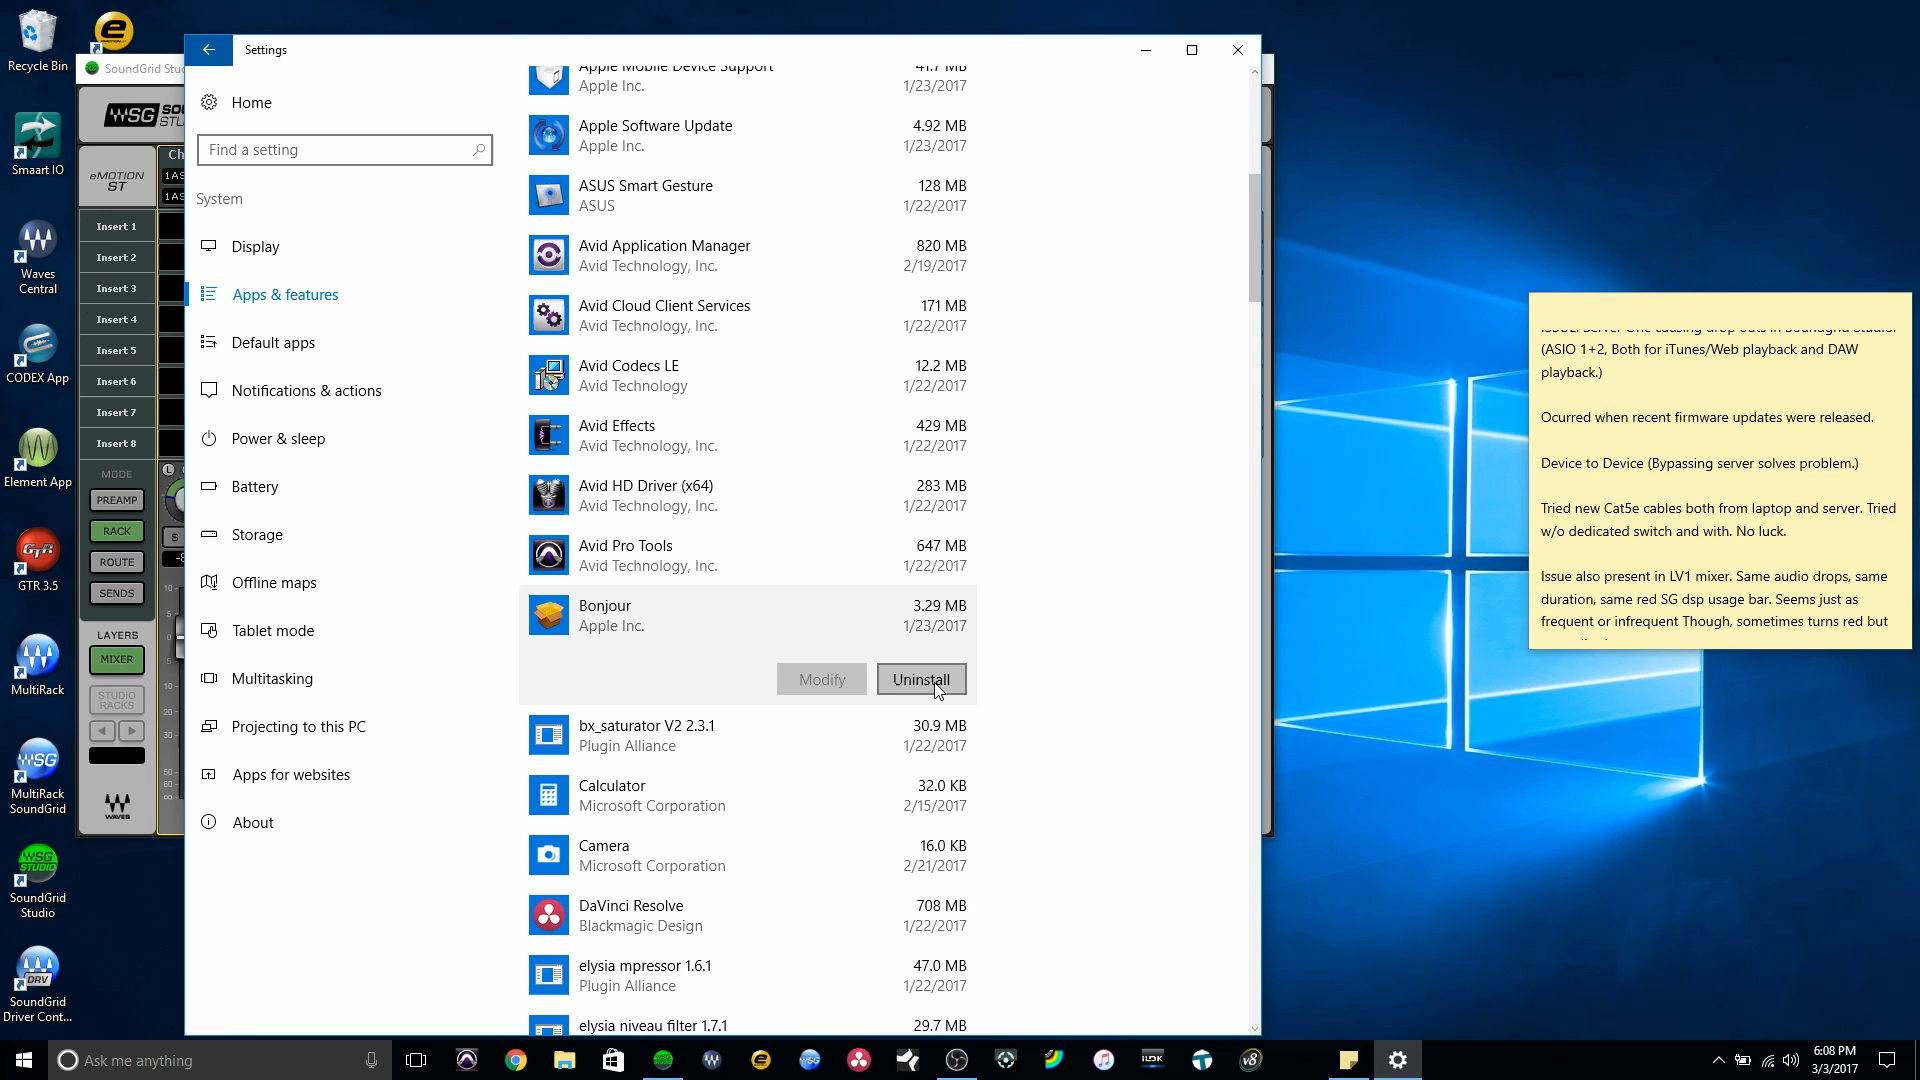 Recycle Bin
Smaart IO
Waves
Central
CODEX App
Element App
GTR 3.5
MultiRack
MultiRack
SoundGrid
SoundGrid
Studio
SoundGrid
Driver Cont...
SoundGrid Stu
WSG
eMOTION
ST
Insert 1
Insert 2
Insert 3
Insert 4
Insert 5
Insert 6
Insert 7
Insert 8
MODE
PREAMP
RACK
ROUTE
SENDS
LAYERS
MIXER
STUDIO
RACKS
WAVES
Settings
Home
Find a setting
System
Display
Apps & features
Default apps
Notifications & actions
Power & sleep
Battery
Storage
Offline maps
Tablet mode
Multitasking
Projecting to this PC
Apps for websites
About
Apple Mobile Device Support 41.7 MB
Apple Inc. 1/23/2017
Apple Software Update 4.92 MB
Apple Inc. 1/23/2017
ASUS Smart Gesture 128 MB
ASUS 1/22/2017
Avid Application Manager 820 MB
Avid Technology, Inc. 2/19/2017
Avid Cloud Client Services 171 MB
Avid Technology, Inc. 1/22/2017
Avid Codecs LE 12.2 MB
Avid Technology 1/22/2017
Avid Effects 429 MB
Avid Technology, Inc. 1/22/2017
Avid HD Driver (x64) 283 MB
Avid Technology, Inc. 1/22/2017
Avid Pro Tools 647 MB
Avid Technology, Inc. 1/22/2017
Bonjour 3.29 MB
Apple Inc. 1/23/2017
Modify Uninstall
bx_saturator V2 2.3.1 30.9 MB
Plugin Alliance 1/22/2017
Calculator 32.0 KB
Microsoft Corporation 2/15/2017
Camera 16.0 KB
Microsoft Corporation 2/21/2017
DaVinci Resolve 708 MB
Blackmagic Design 1/22/2017
elysia mpressor 1.6.1 47.0 MB
Plugin Alliance 1/22/2017
elysia niveau filter 1.7.1 29.7 MB
ISSUE: Server One causing drop outs in Soundgrid Studio.
(ASIO 1+2, Both for iTunes/Web playback and DAW
playback.)
Ocurred when recent firmware updates were released.
Device to Device (Bypassing server solves problem.)
Tried new Cat5e cables both from laptop and server. Tried
w/o dedicated switch and with. No luck.
Issue also present in LV1 mixer. Same audio drops, same
duration, same red SG dsp usage bar. Seems just as
frequent or infrequent Though, sometimes turns red but
Ask me anything
6:08 PM
3/3/2017